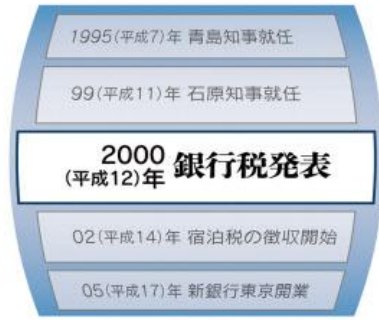 1995(平成7)年 青島知事就任
99(平成11)年 石原知事就任
2000
(平成12)年 銀行税発表
02(平成14)年 宿泊税の徴収開始
05(平成17)年 新銀行東京開業